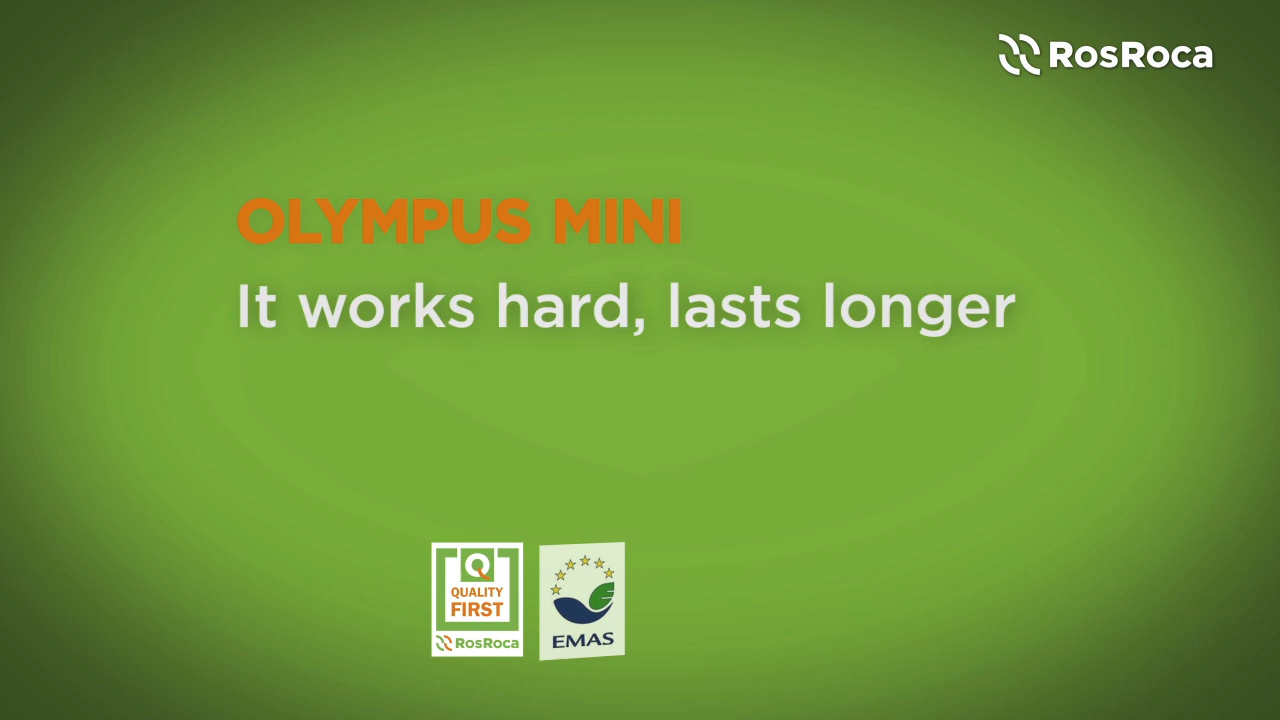 RosRoca
OLYMPUS MINI
It works hard, lasts longer
Q
QUALITY
FIRST
RosRoca
EMAS